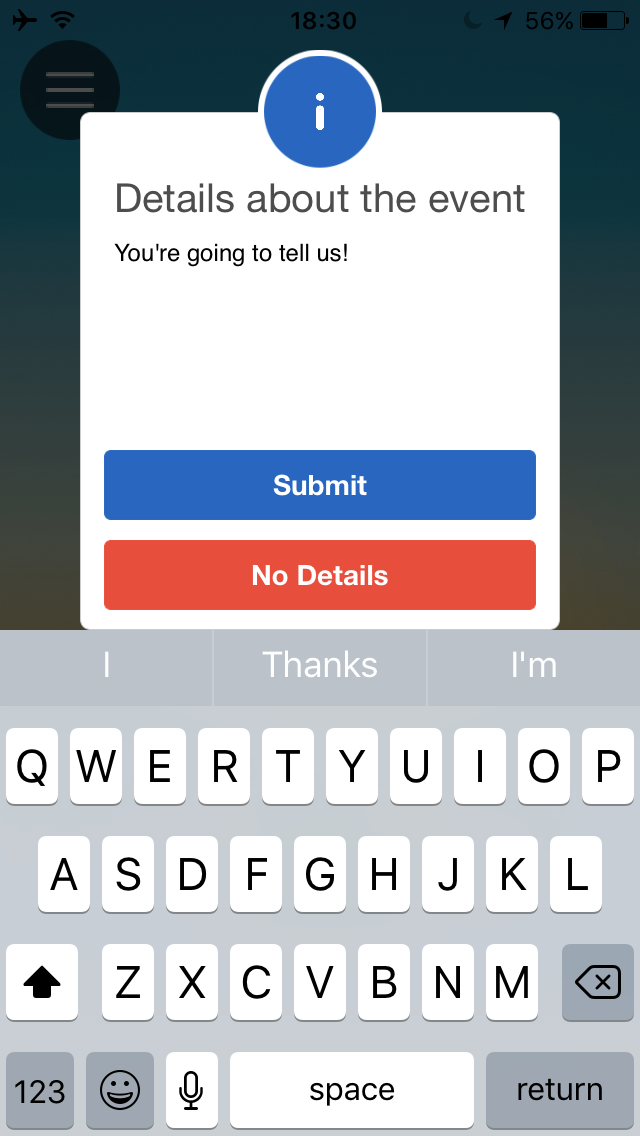 18:30 56%
Details about the event
You're going to tell us!
Submit
No Details
I Thanks I'm
Q W E R T Y U I O P
A S D F G H J K L
Z X C V B N M
123 space return